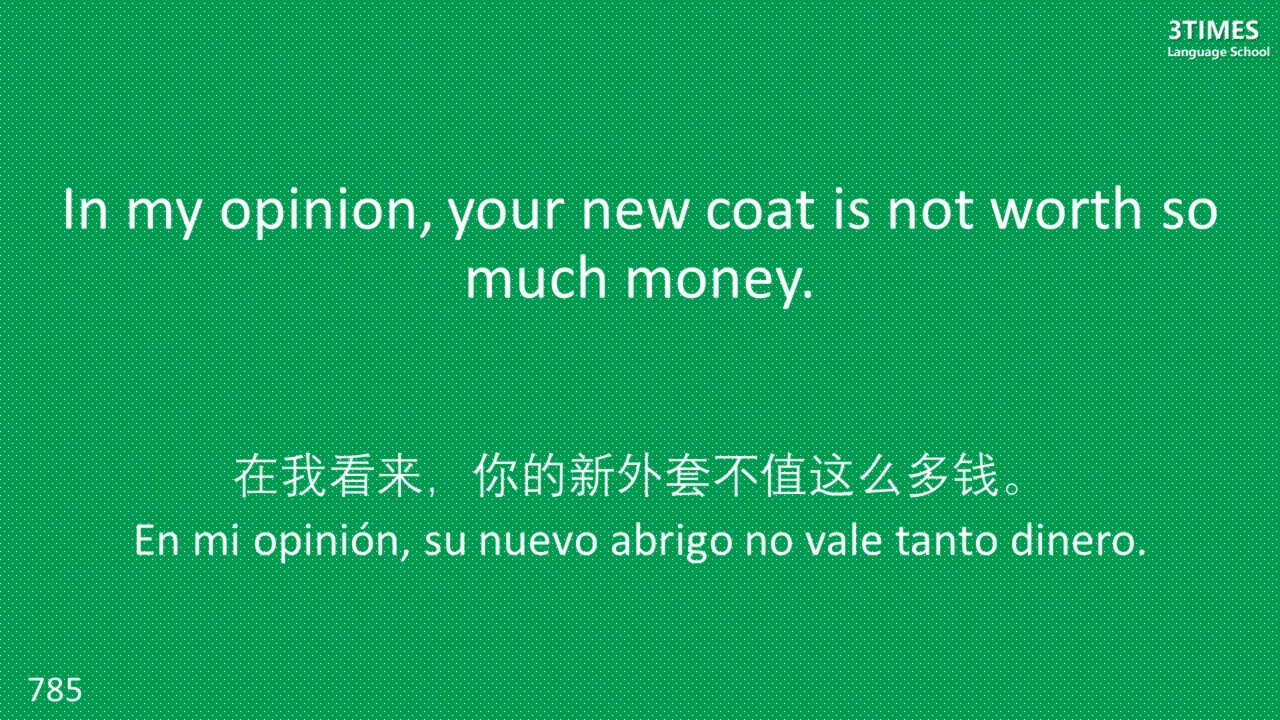 3TIMES
Language School
In my opinion, your new coat is not worth so
much money.
在我看来，你的新外套不值这么多钱。
En mi opinión, su nuevo abrigo no vale tanto dinero.
785